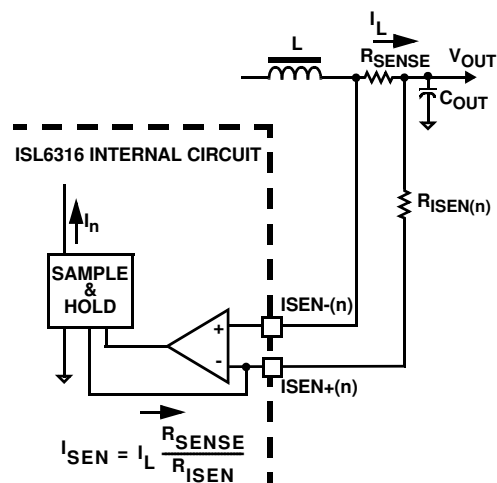 I_L
L
R_SENSE
V_OUT
C_OUT
ISL6316 INTERNAL CIRCUIT
R_ISEN(n)
I_n
SAMPLE
&
HOLD
ISEN-(n)
+
-
ISEN+(n)
I_SEN = I_L R_SENSE / R_ISEN